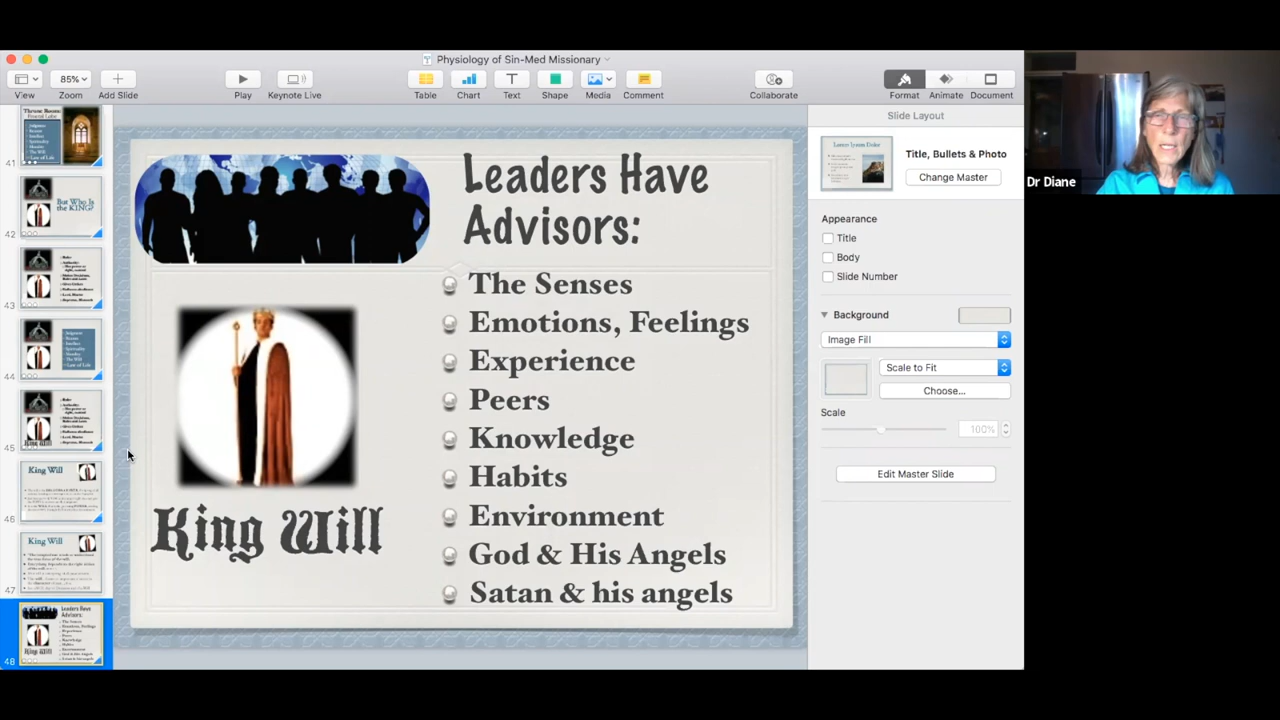 Physiology of Sin-Med Missionary
85%
View
Zoom
Add Slide
Play
Keynote Live
Table
Chart
Text
Shape
Media
Comment
Collaborate
Format
Animate
Document
41
42
But Who Is
the KING?
43
44
45
King Will
46
King Will
47
48
Leaders Have
Advisors:
The Senses
Emotions, Feelings
Experience
Peers
Knowledge
Habits
Environment
God & His Angels
Satan & his angels
King Will
Slide Layout
Title, Bullets & Photo
Change Master
Appearance
Title
Body
Slide Number
Background
Image Fill
Scale to Fit
Choose...
Scale
100%
Edit Master Slide
Dr Diane